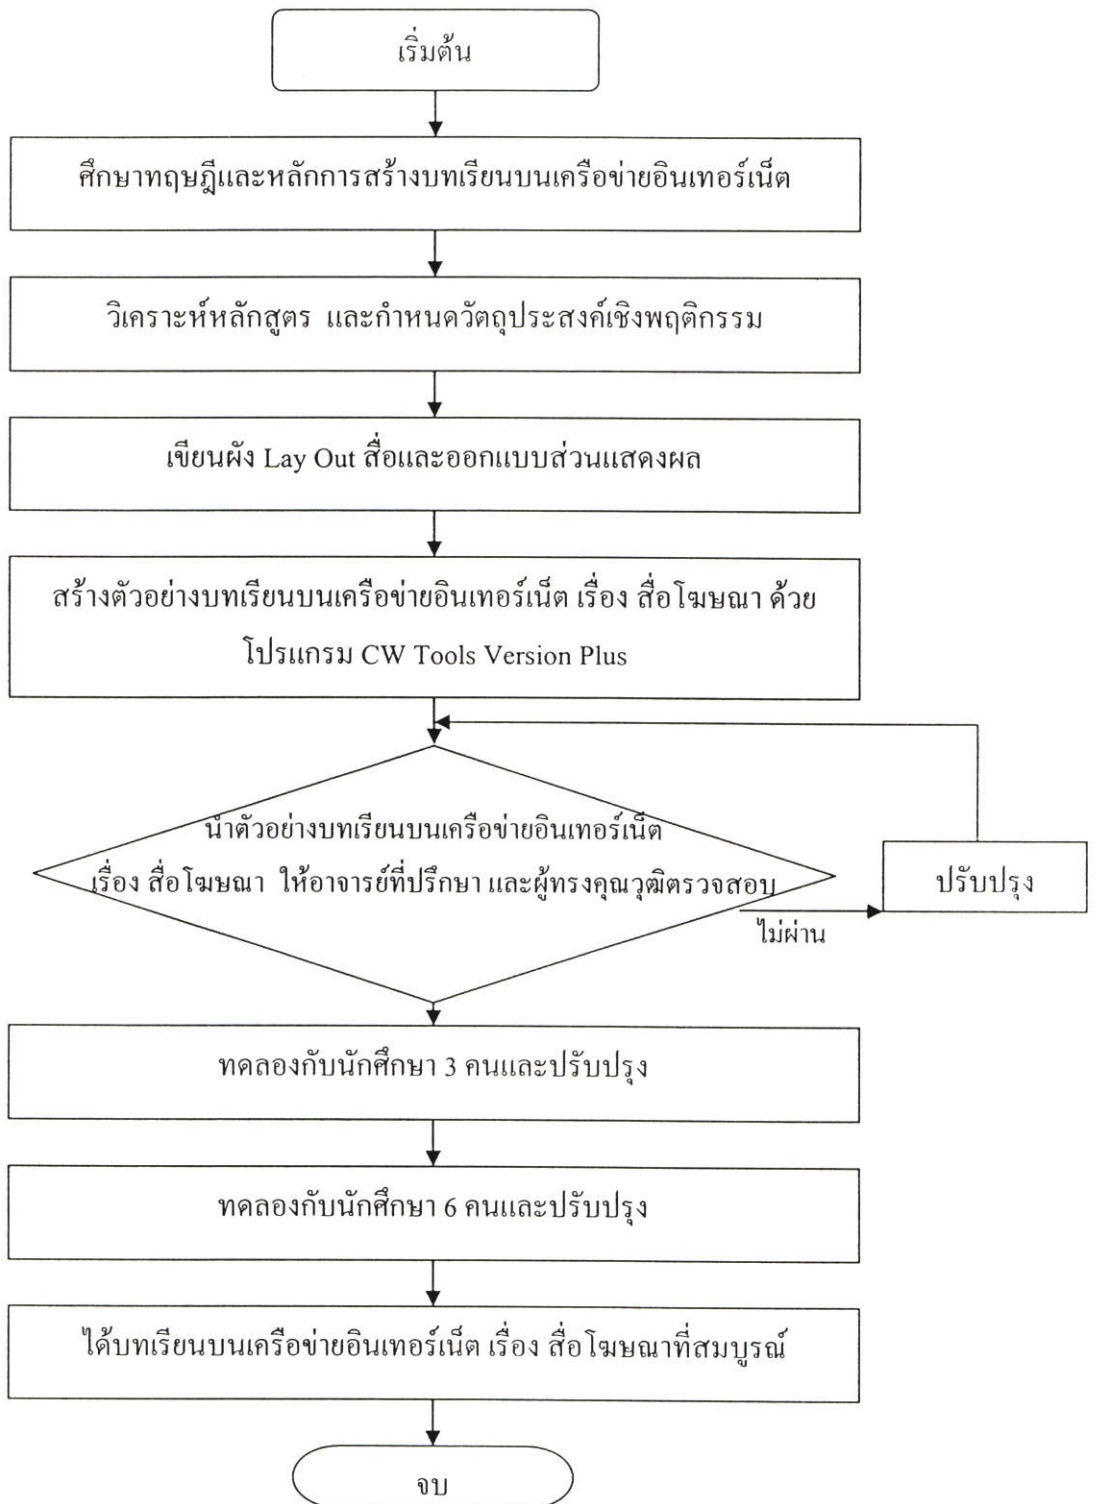 เริ่มต้น
ศึกษาทฤษฎีและหลักการสร้างบทเรียนบนเครือข่ายอินเทอร์เน็ต
วิเคราะห์หลักสูตร และกำหนดวัตถุประสงค์เชิงพฤติกรรม
เขียนผัง Lay Out สื่อและออกแบบส่วนแสดงผล
สร้างตัวอย่างบทเรียนบนเครือข่ายอินเทอร์เน็ต เรื่อง สื่อโฆษณา ด้วย
โปรแกรม CW Tools Version Plus
นำตัวอย่างบทเรียนบนเครือข่ายอินเทอร์เน็ต
เรื่อง สื่อโฆษณา ให้อาจารย์ที่ปรึกษา และผู้ทรงคุณวุฒิตรวจสอบ
ปรับปรุง
ไม่ผ่าน
ทดลองกับนักศึกษา 3 คนและปรับปรุง
ทดลองกับนักศึกษา 6 คนและปรับปรุง
ได้บทเรียนบนเครือข่ายอินเทอร์เน็ต เรื่อง สื่อโฆษณาที่สมบูรณ์
จบ